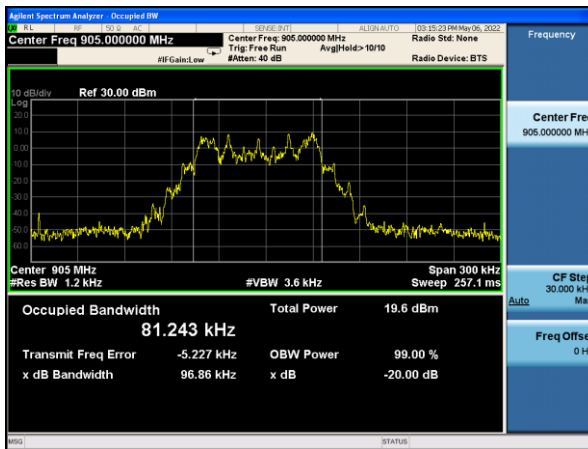 Agilent Spectrum Analyzer - Occupied BW
RL RF 50 Ω AC SENSE:INT ALIGN AUTO 03:15:23 PM May 06, 2022
Center Freq 905.000000 MHz
Center Freq: 905.000000 MHz
Radio Std: None
Trig: Free Run Avg|Hold:> 10/10
#IFGain:Low #Atten: 40 dB Radio Device: BTS
10 dB/div Ref 30.00 dBm
Log
20.0
10.0
0.00
-10.0
-20.0
-30.0
-40.0
-50.0
-60.0
Center 905 MHz Span 300 kHz
#Res BW 1.2 kHz #VBW 3.6 kHz Sweep 257.1 ms
Occupied Bandwidth Total Power 19.6 dBm
81.243 kHz
Transmit Freq Error -5.227 kHz OBW Power 99.00 %
x dB Bandwidth 96.86 kHz x dB -20.00 dB
MSG STATUS
Frequency
Center Fre
905.000000 MH
CF Step
30.000 kH
Auto Ma
Freq Offse
0 H